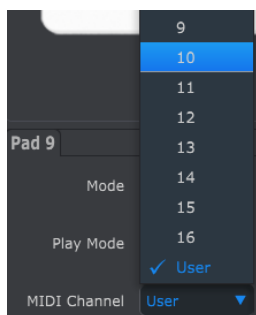 9
10
11
12
Pad 9
13
Mode
14
15
Play Mode
16
✓ User
MIDI Channel
User